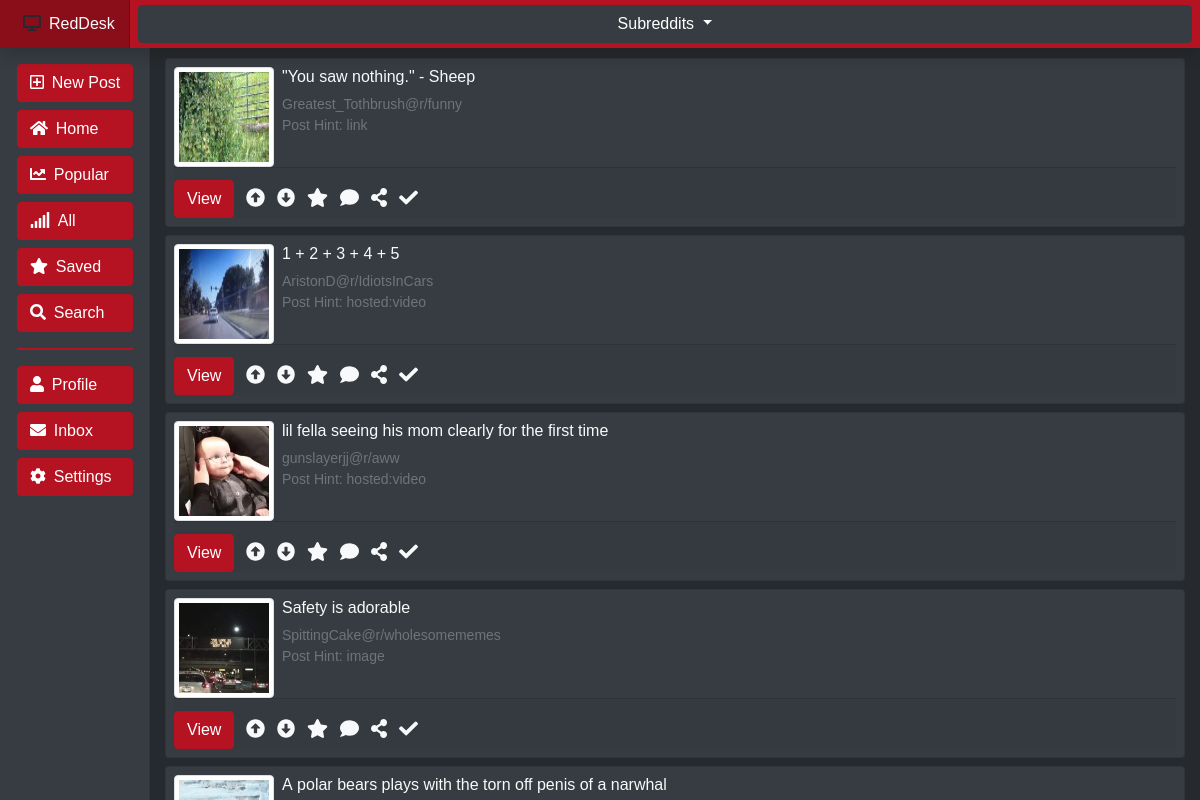 RedDesk
Subreddits
New Post
Home
Popular
All
Saved
Search
Profile
Inbox
Settings
"You saw nothing." - Sheep
Greatest_Tothbrush@r/funny
Post Hint: link
View
1 + 2 + 3 + 4 + 5
AristonD@r/IdiotsInCars
Post Hint: hosted:video
View
lil fella seeing his mom clearly for the first time
gunslayerjj@r/aww
Post Hint: hosted:video
View
Safety is adorable
SpittingCake@r/wholesomememes
Post Hint: image
View
A polar bears plays with the torn off penis of a narwhal